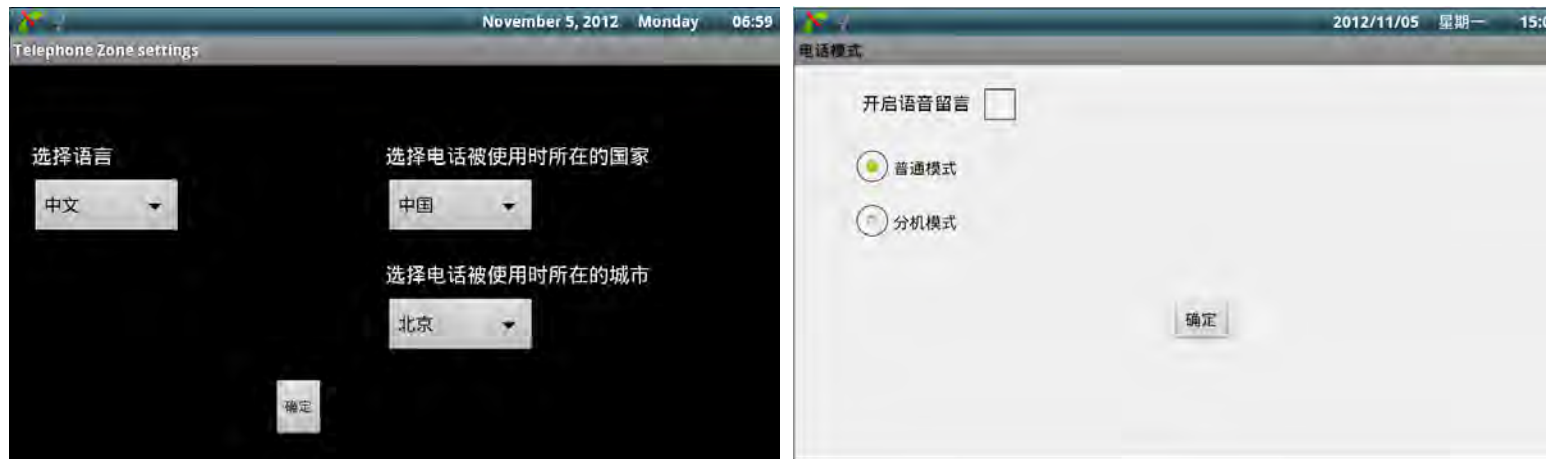 November 5, 2012 Monday 06:59
Telephone Zone settings
选择语言
中文
选择电话被使用时所在的国家
中国
选择电话被使用时所在的城市
北京
确定
2012/11/05 星期一 15:0
电话模式
开启语音留言
普通模式
分机模式
确定